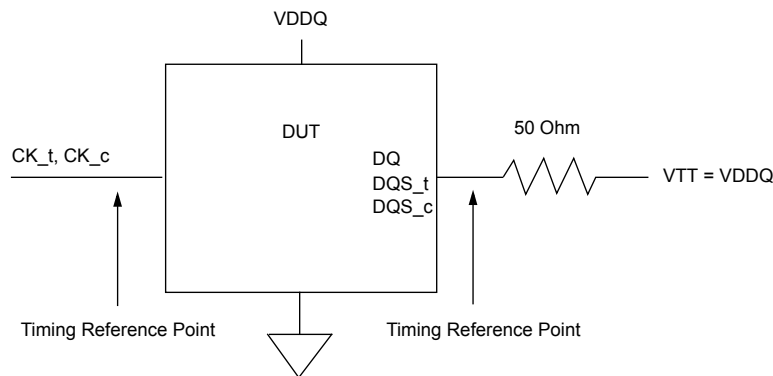 VDDQ
DUT
50 Ohm
CK_t, CK_c
DQ
DQS_t
DQS_c
VTT = VDDQ
Timing Reference Point
Timing Reference Point